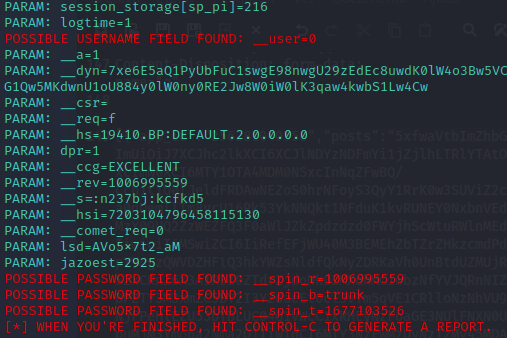 PARAM: session_storage[sp_pi]=216
PARAM: logtime=1
POSSIBLE USERNAME FIELD FOUND: __user=0
PARAM: __a=1
PARAM: __dyn=7xe6E5aQ1PyUbFuC1swgE98nwgU29zEdEc8uwdK0lW4o3Bw5VC
G1Qw5MKdwnU1oU884y0lW0ny0RE2Jw8W0iW0lK3qaw4kwbS1Lw4Cw
PARAM: __csr=
PARAM: __req=f
PARAM: __hs=19410.BP:DEFAULT.2.0.0.0.0
PARAM: dpr=1
PARAM: __ccg=EXCELLENT
PARAM: __rev=1006995559
PARAM: __s=:n237bj:kcfkd5
PARAM: __hsi=7203104796458115130
PARAM: __comet_req=0
PARAM: lsd=AVo5×7t2_aM
PARAM: jazoest=2925
POSSIBLE PASSWORD FIELD FOUND: __spin_r=1006995559
POSSIBLE PASSWORD FIELD FOUND: __spin_b=trunk
POSSIBLE PASSWORD FIELD FOUND: __spin_t=1677103526
[*] WHEN YOU'RE FINISHED, HIT CONTROL-C TO GENERATE A REPORT.